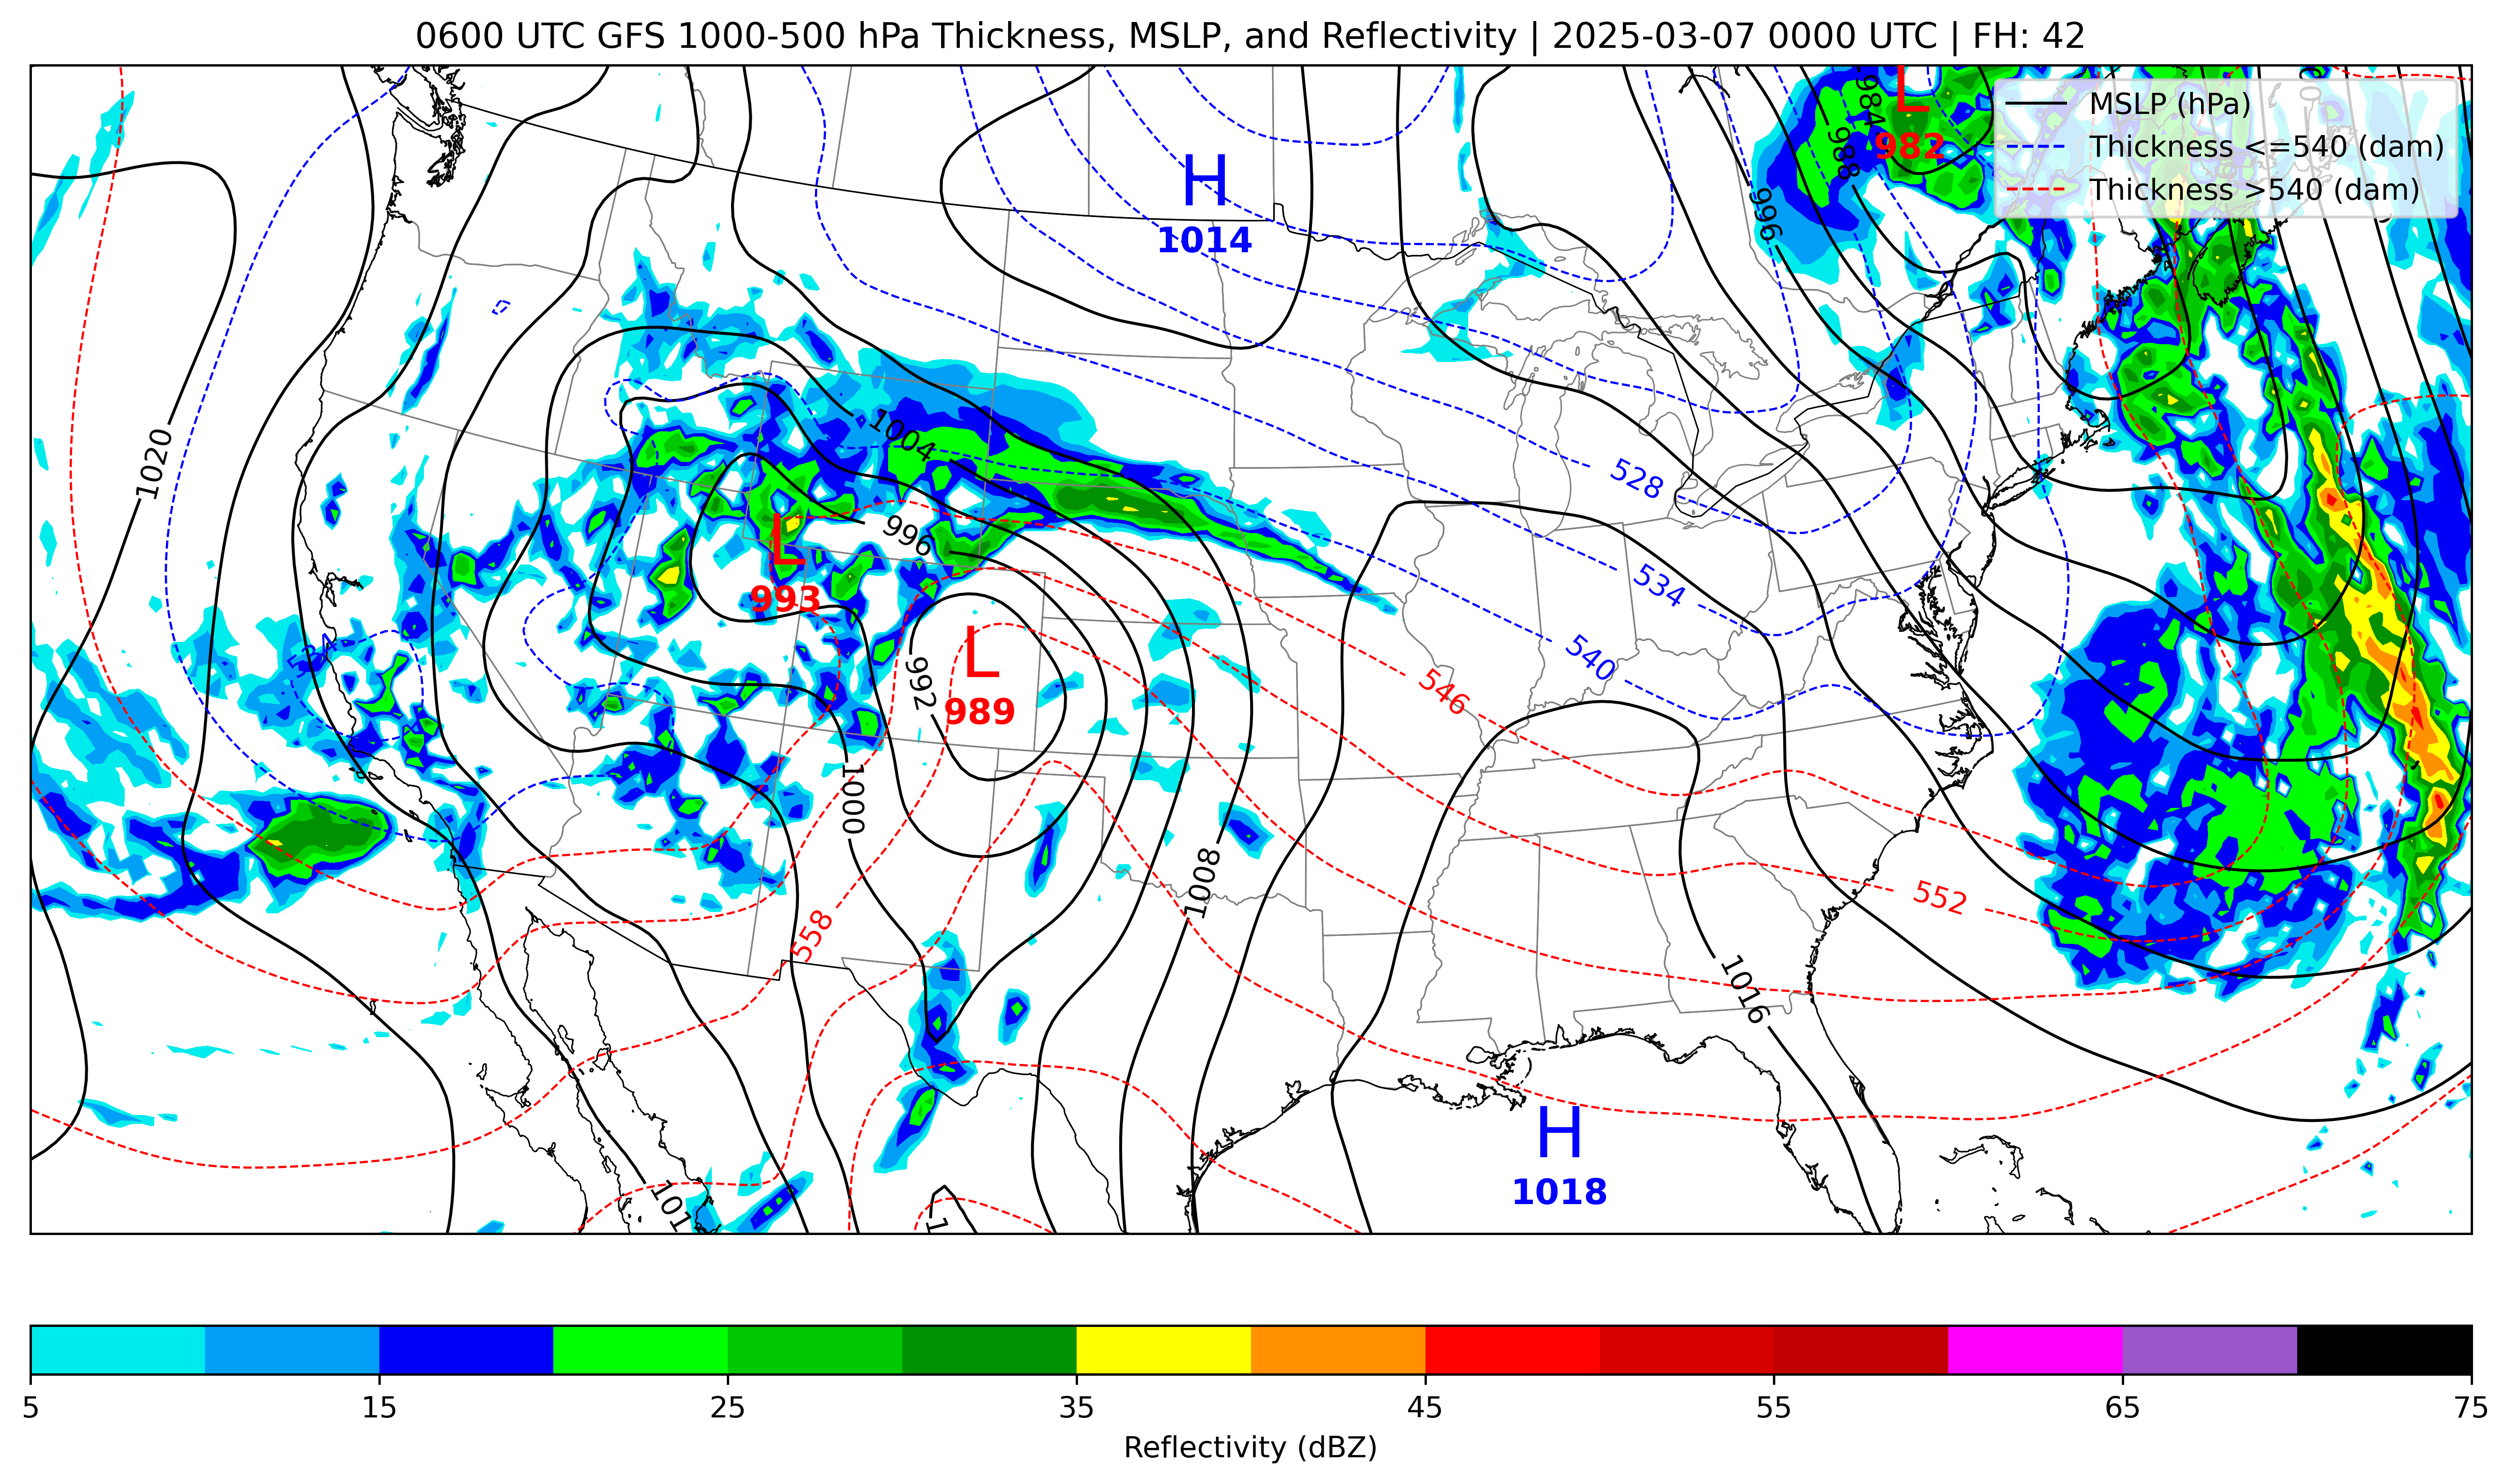 0600 UTC GFS 1000-500 hPa Thickness, MSLP, and Reflectivity | 2025-03-07 0000 UTC | FH: 42
MSLP (hPa)
Thickness <=540 (dam)
Thickness >540 (dam)
L
982
984
988
996
H
1014
1020
1004
996
L
993
L
989
992
1000
1008
528
534
540
546
552
558
534
1016
H
1018
101
1
5 15 25 35 45 55 65 75
Reflectivity (dBZ)